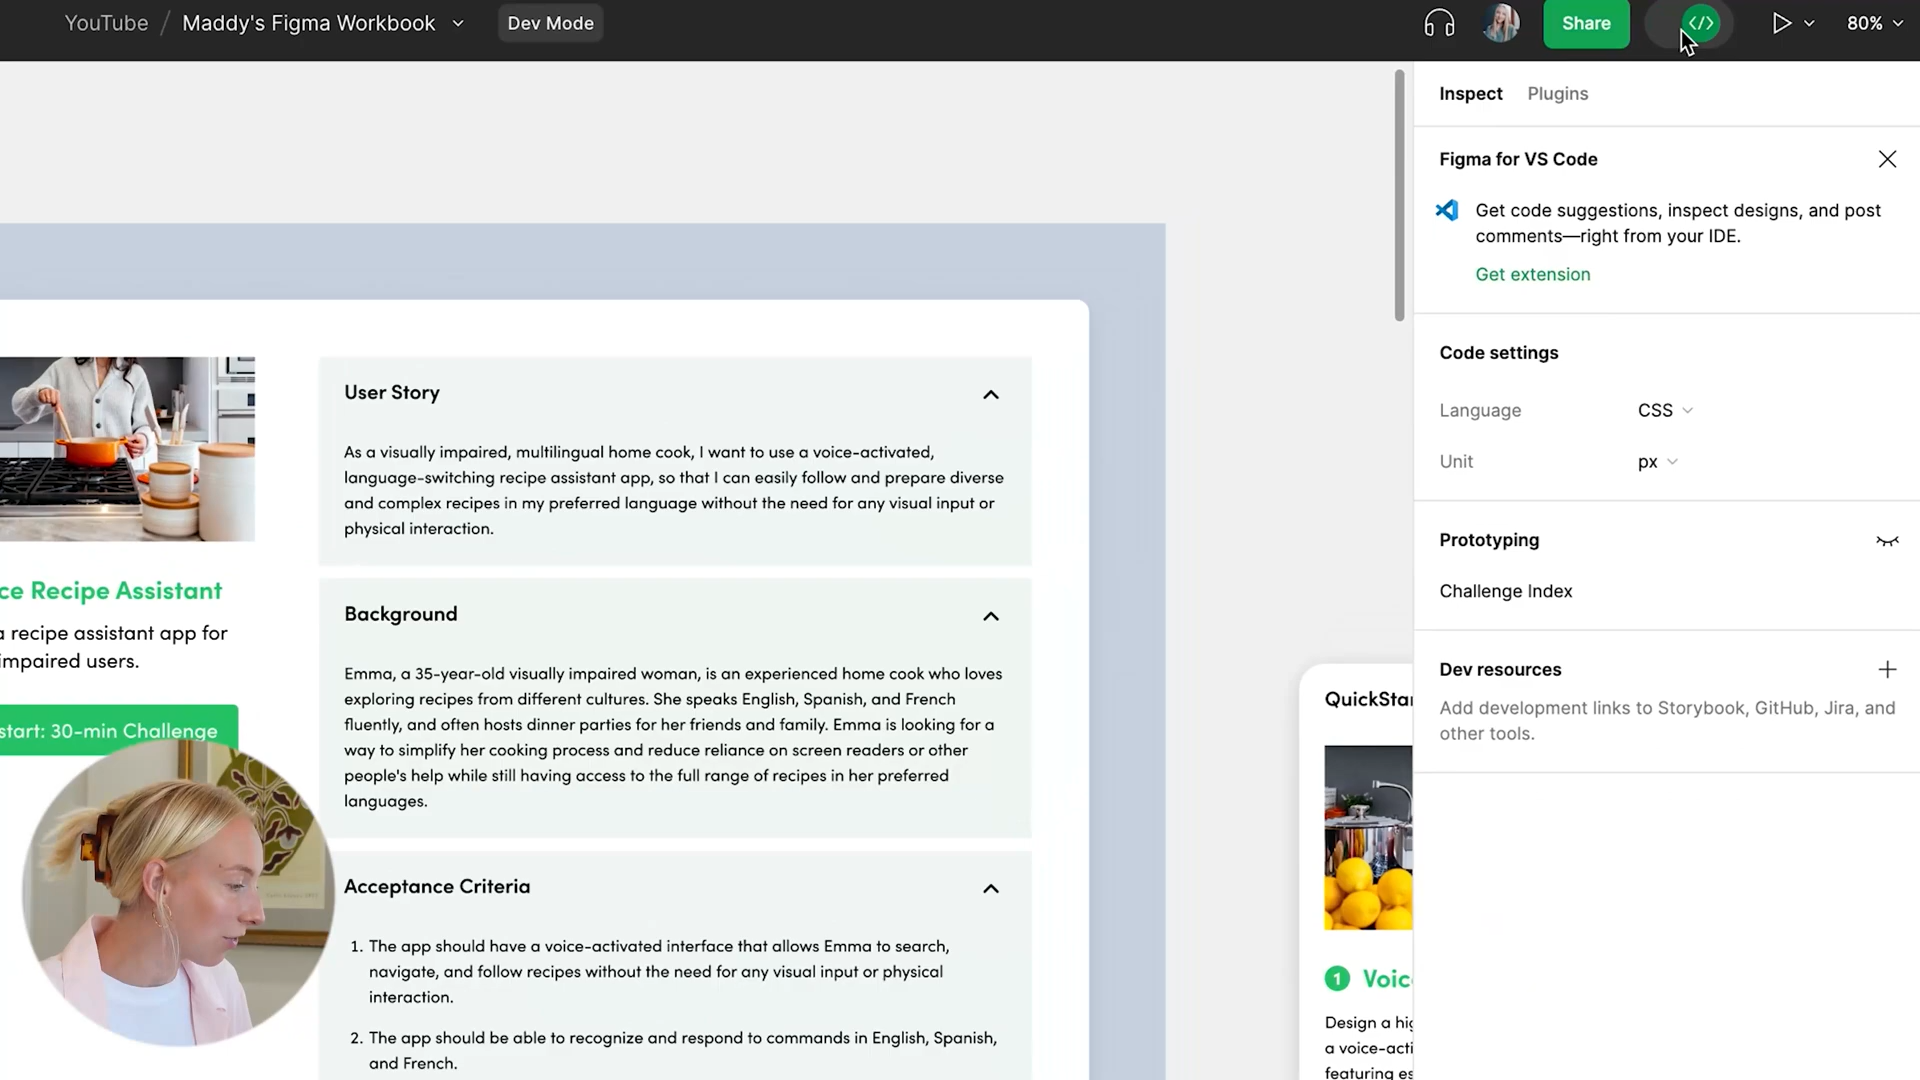 YouTube / Maddy's Figma Workbook
Dev Mode
Share
</>
80%
Inspect
Plugins
Figma for VS Code
Get code suggestions, inspect designs, and post
comments—right from your IDE.
Get extension
Code settings
Language
CSS
Unit
px
Prototyping
Challenge Index
Dev resources
Add development links to Storybook, GitHub, Jira, and
other tools.
ce Recipe Assistant
a recipe assistant app for
impaired users.
start: 30-min Challenge
User Story
As a visually impaired, multilingual home cook, I want to use a voice-activated,
language-switching recipe assistant app, so that I can easily follow and prepare diverse
and complex recipes in my preferred language without the need for any visual input or
physical interaction.
Background
Emma, a 35-year-old visually impaired woman, is an experienced home cook who loves
exploring recipes from different cultures. She speaks English, Spanish, and French
fluently, and often hosts dinner parties for her friends and family. Emma is looking for a
way to simplify her cooking process and reduce reliance on screen readers or other
people's help while still having access to the full range of recipes in her preferred
languages.
Acceptance Criteria
1. The app should have a voice-activated interface that allows Emma to search,
navigate, and follow recipes without the need for any visual input or physical
interaction.
2. The app should be able to recognize and respond to commands in English, Spanish,
and French.
QuickStar
1 Voic
Design a hig
a voice-acti
featuring es